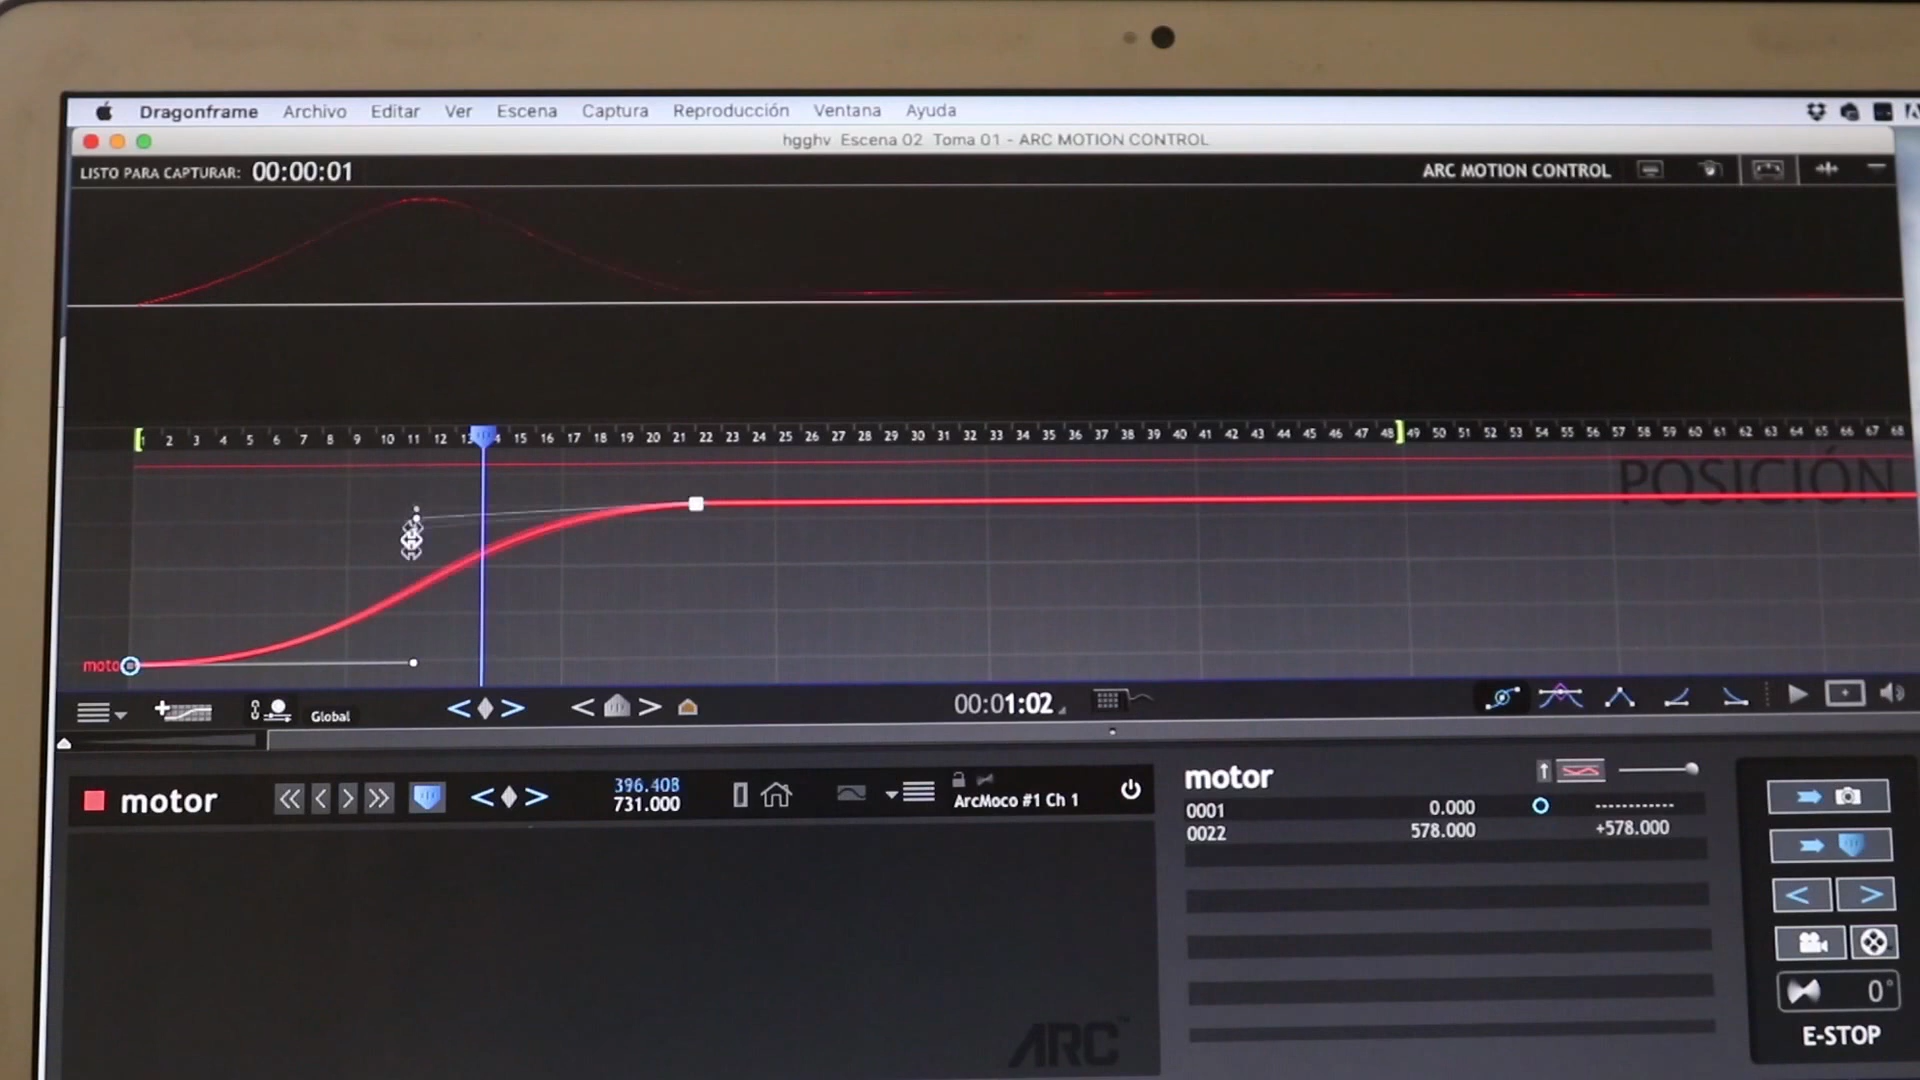 Dragonframe Archivo Editar Ver Escena Captura Reproducción Ventana Ayuda
hgghv Escena 02 Toma 01 - ARC MOTION CONTROL
LISTO PARA CAPTURAR: 00:00:01
ARC MOTION CONTROL
1 2 3 4 5 6 7 8 9 10 11 12 13 4 15 16 17 18 19 20 21 22 23 24 25 26 27 28 29 30 31 32 33 34 35 36 37 38 39 40 41 42 43 44 45 46 47 48 49 50 51 52 53 54 55 56 57 58 59 60 61 62 63 64 65 66 67 68
POSICIÓN
moto
Global
00:01:02
motor
396.408
731.000
ArcMoco #1 Ch 1
motor
0001 0.000 ------------
0022 578.000 +578.000
0°
E-STOP
ARC™